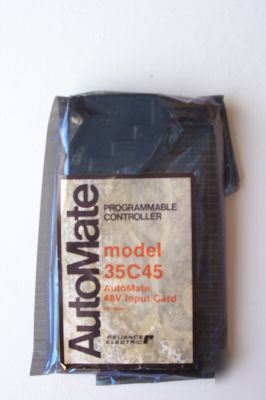 AutoMate
PROGRAMMABLE
CONTROLLER
model
35C45
AutoMate
48V Input Card
RELIANCE
ELECTRIC